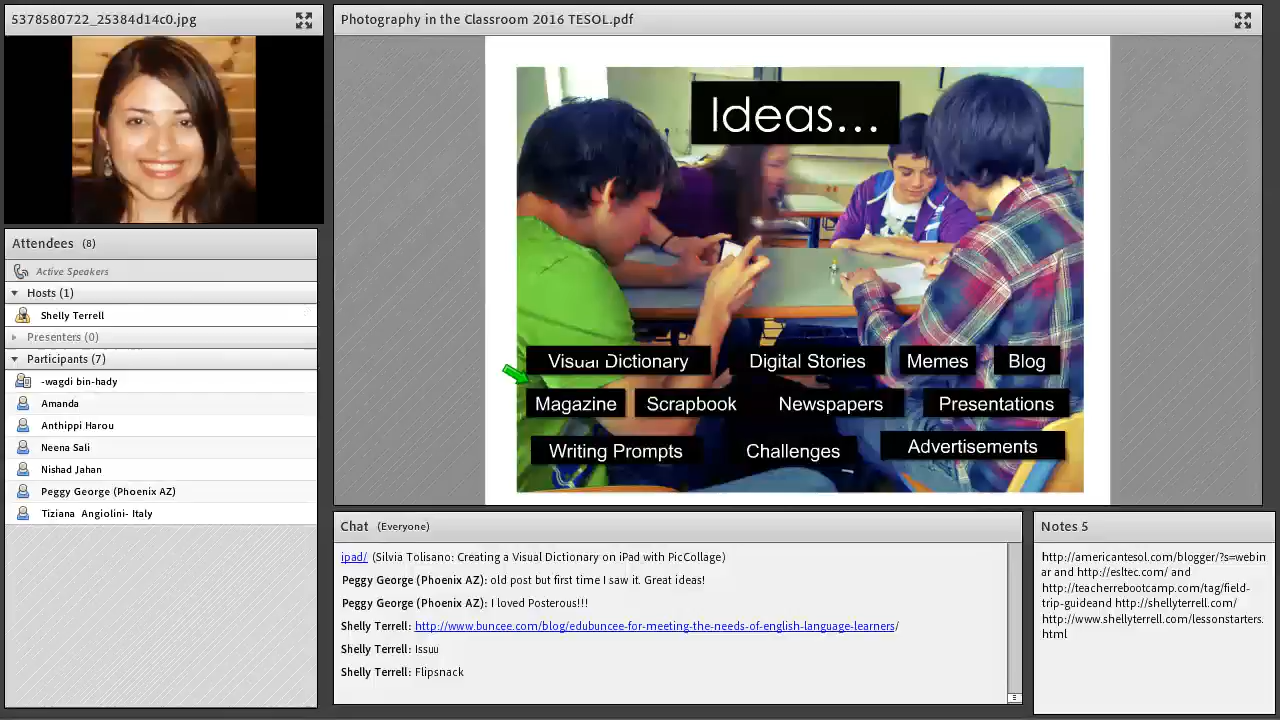 5378580722_25384d14c0.jpg
Attendees (8)
Active Speakers
Hosts (1)
Shelly Terrell
Presenters (0)
Participants (7)
-wagdi bin-hady
Amanda
Anthippi Harou
Neena Sali
Nishad Jahan
Peggy George (Phoenix AZ)
Tiziana Angiolini- Italy
Photography in the Classroom 2016 TESOL.pdf
Ideas...
Visual Dictionary
Digital Stories
Memes
Blog
Magazine
Scrapbook
Newspapers
Presentations
Writing Prompts
Challenges
Advertisements
Chat (Everyone)
ipad/ (Silvia Tolisano: Creating a Visual Dictionary on iPad with PicCollage)
Peggy George (Phoenix AZ): old post but first time I saw it. Great ideas!
Peggy George (Phoenix AZ): I loved Posterous!!!
Shelly Terrell: http://www.buncee.com/blog/edubuncee-for-meeting-the-needs-of-english-language-learners/
Shelly Terrell: Issuu
Shelly Terrell: Flipsnack
Notes 5
http://americantesol.com/blogger/?s=webin
ar and http://esltec.com/ and
http://teacherrebootcamp.com/tag/field-
trip-guideand http://shellyterrell.com/
http://www.shellyterrell.com/lessonstarters.
html